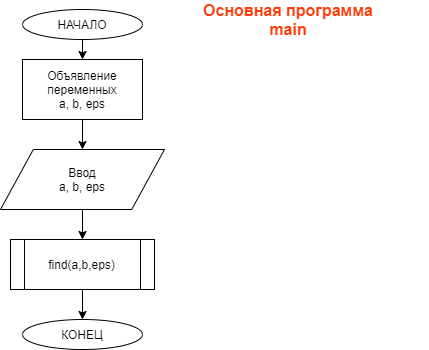 Основная программа
main
НАЧАЛО
Объявление
переменных
a, b, eps
Ввод
a, b, eps
find(a,b,eps)
КОНЕЦ